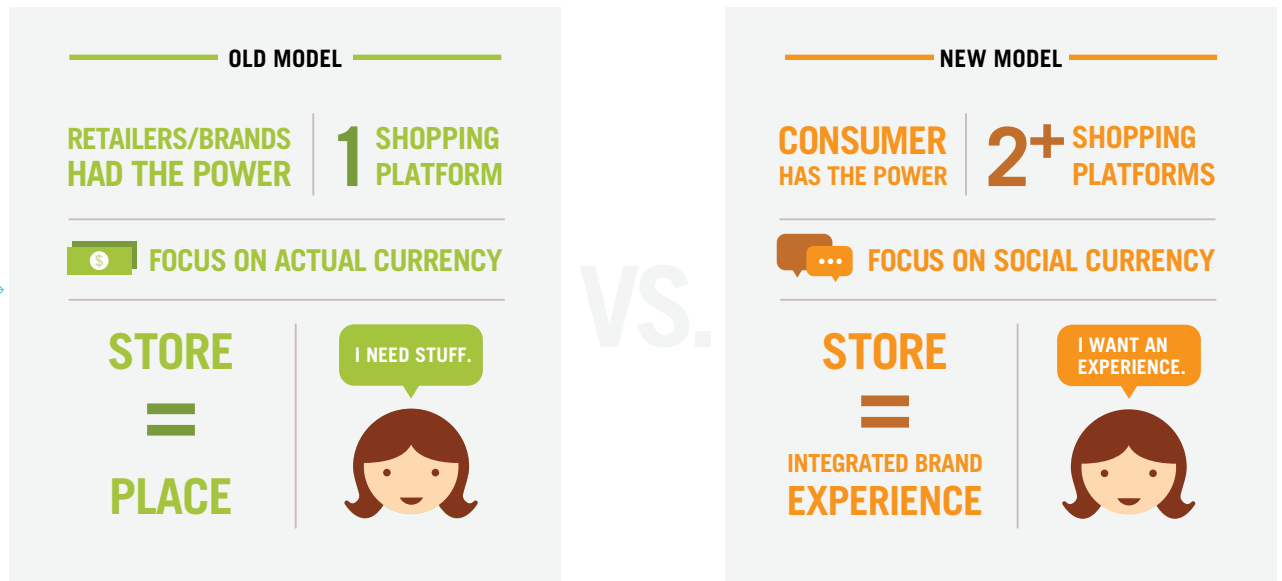 OLD MODEL
RETAILERS/BRANDS
HAD THE POWER
1
SHOPPING
PLATFORM
$
FOCUS ON ACTUAL CURRENCY
STORE
=
PLACE
I NEED STUFF.
VS.
NEW MODEL
CONSUMER
HAS THE POWER
2+
SHOPPING
PLATFORMS
FOCUS ON SOCIAL CURRENCY
STORE
=
INTEGRATED BRAND
EXPERIENCE
I WANT AN
EXPERIENCE.